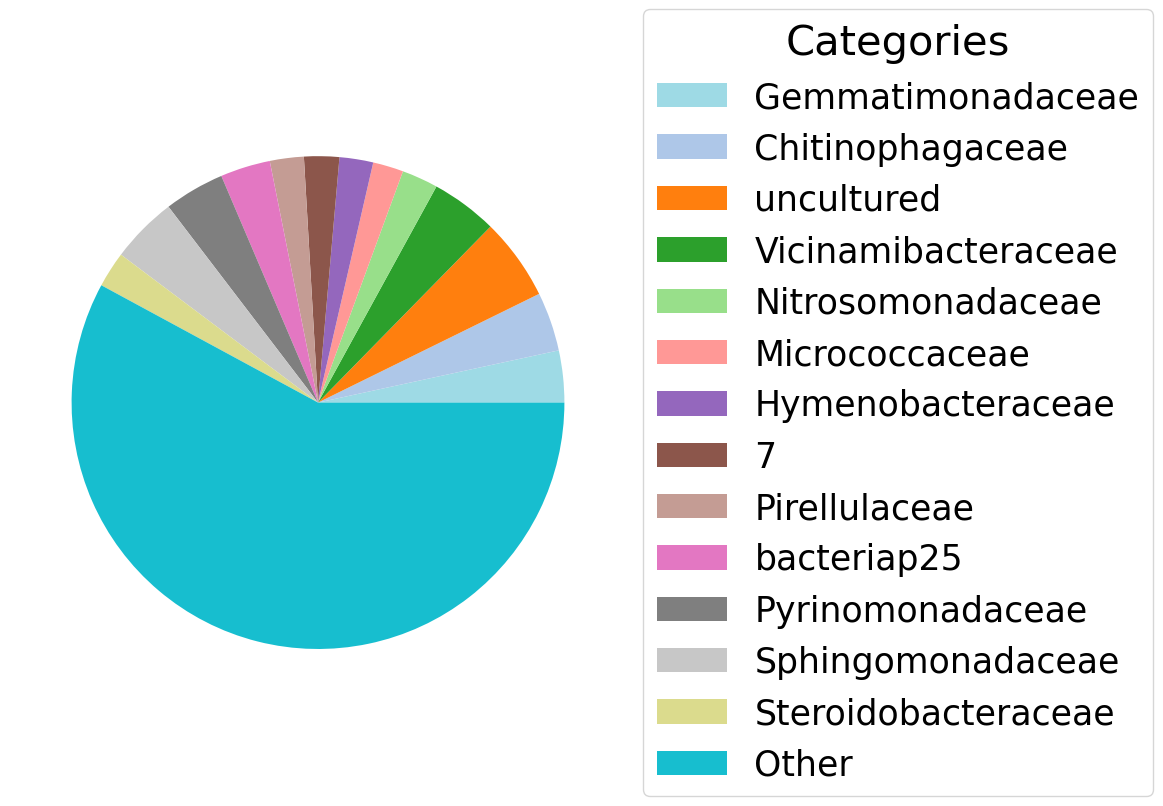 Categories
Gemmatimonadaceae
Chitinophagaceae
uncultured
Vicinamibacteraceae
Nitrosomonadaceae
Micrococcaceae
Hymenobacteraceae
7
Pirellulaceae
bacteriap25
Pyrinomonadaceae
Sphingomonadaceae
Steroidobacteraceae
Other